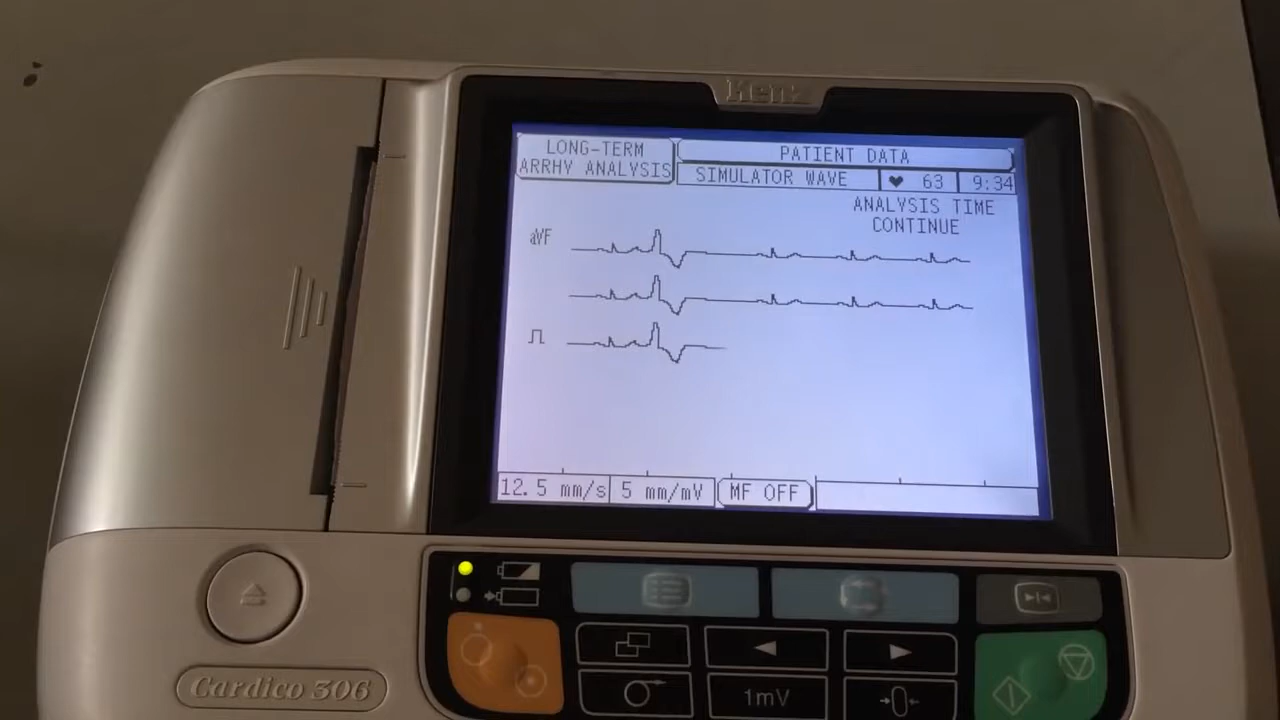 Kenz
LONG-TERM
ARRHY ANALYSIS
PATIENT DATA
SIMULATOR WAVE
63
9:34
ANALYSIS TIME
CONTINUE
aVF
12.5 mm/s
5 mm/mV
MF OFF
1mV
Cardico 306